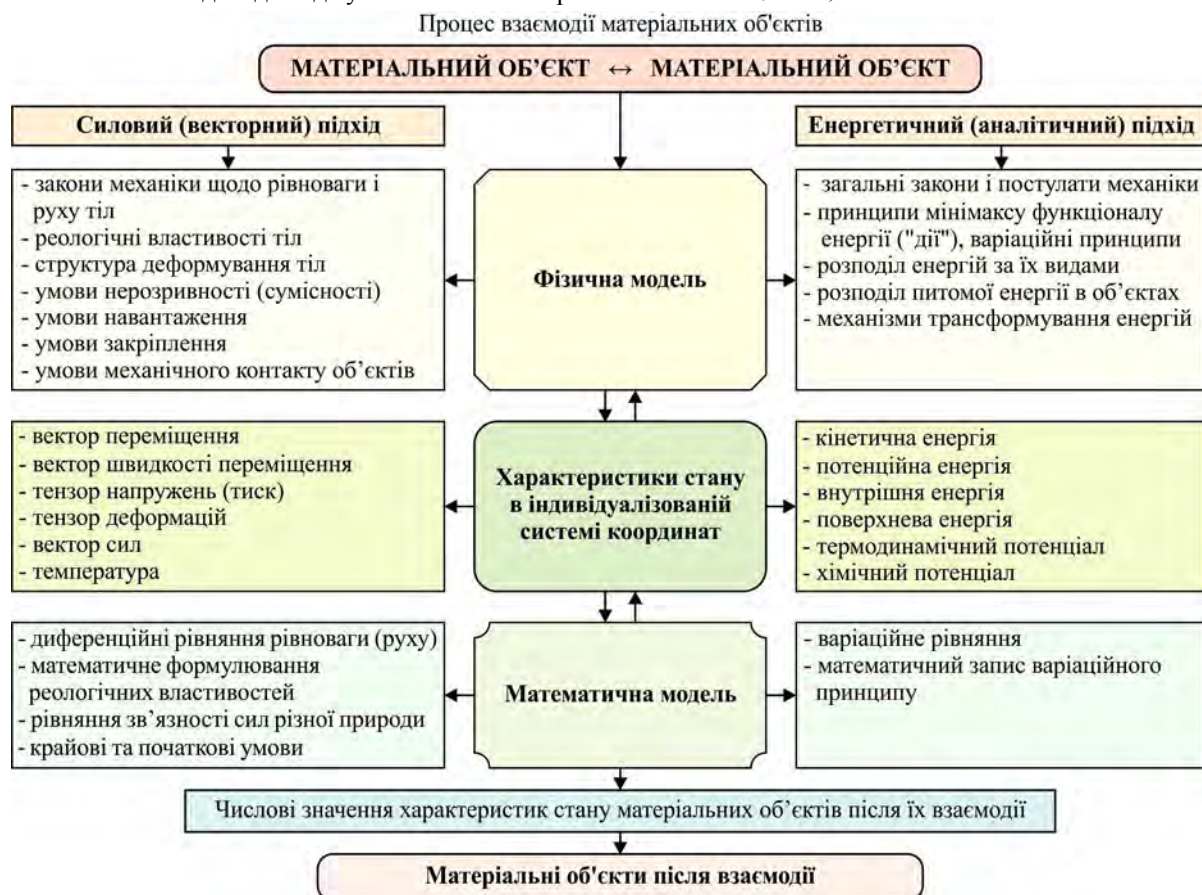 Процес взаємодії матеріальних об'єктів
МАТЕРІАЛЬНИЙ ОБ’ЄКТ ↔ МАТЕРІАЛЬНИЙ ОБ’ЄКТ
Силовий (векторний) підхід
Енергетичний (аналітичний) підхід
- закони механіки щодо рівноваги і
руху тіл
- реологічні властивості тіл
- структура деформування тіл
- умови нерозривності (сумісності)
- умови навантаження
- умови закріплення
- умови механічного контакту об’єктів
Фізична модель
- загальні закони і постулати механіки
- принципи мінімаксу функціоналу
енергії ("дії"), варіаційні принципи
- розподіл енергій за їх видами
- розподіл питомої енергії в об’єктах
- механізми трансформування енергій
- вектор переміщення
- вектор швидкості переміщення
- тензор напружень (тиск)
- тензор деформацій
- вектор сил
- температура
Характеристики стану
в індивідуалізованій
системі координат
- кінетична енергія
- потенційна енергія
- внутрішня енергія
- поверхнева енергія
- термодинамічний потенціал
- хімічний потенціал
- диференційні рівняння рівноваги (руху)
- математичне формулювання
реологічних властивостей
- рівняння зв’язності сил різної природи
- крайові та початкові умови
Математична модель
- варіаційне рівняння
- математичний запис варіаційного
принципу
Числові значення характеристик стану матеріальних об’єктів після їх взаємодії
Матеріальні об'єкти після взаємодії